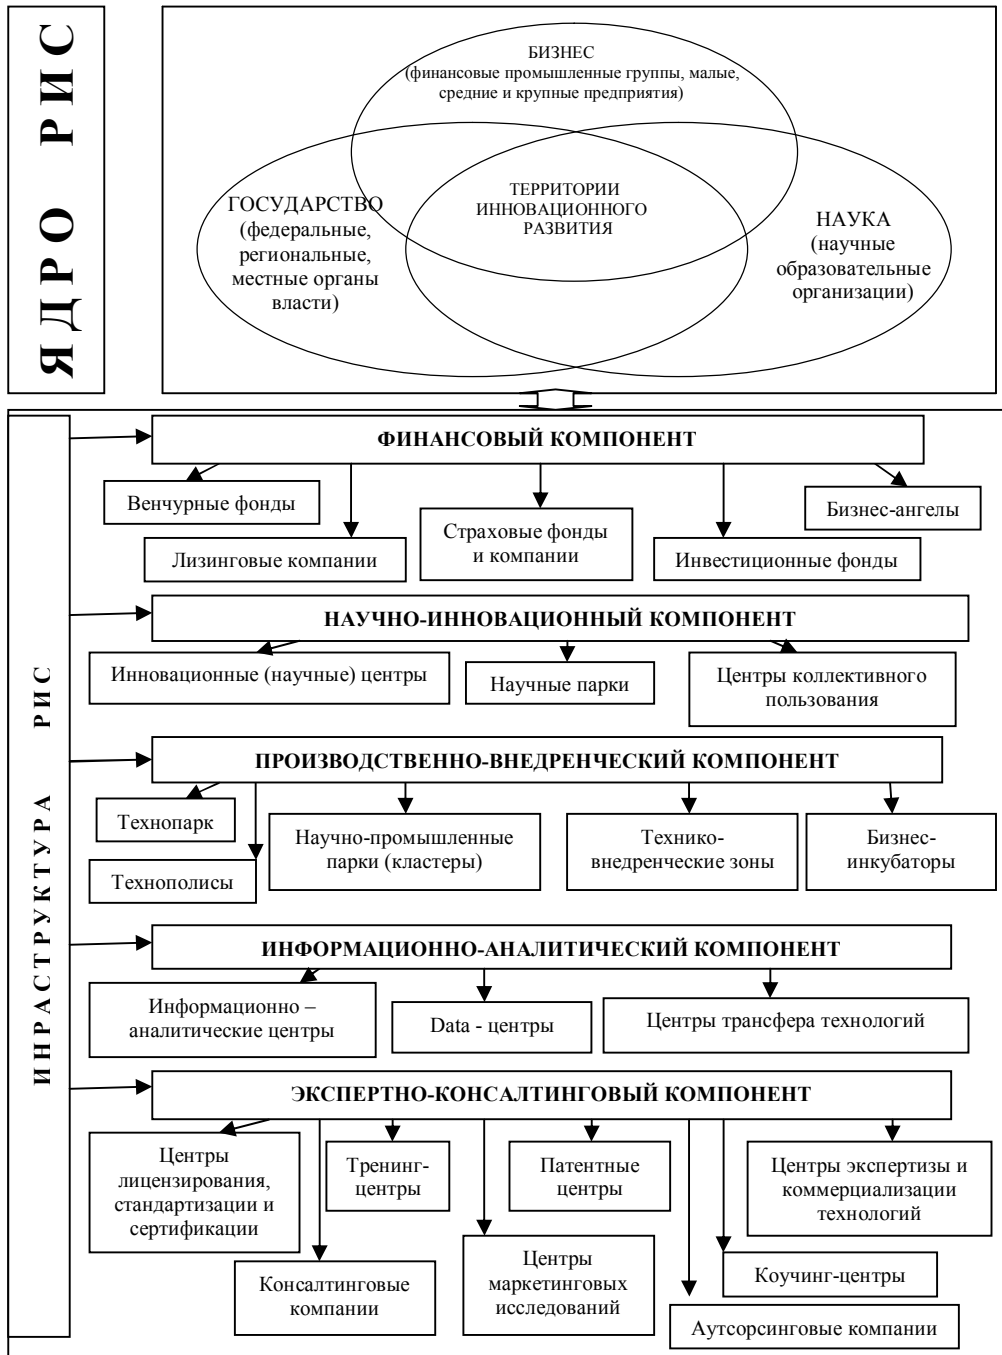 ЯДРО РИС
БИЗНЕС
(финансовые промышленные группы, малые,
средние и крупные предприятия)
ТЕРРИТОРИИ
ИННОВАЦИОННОГО
РАЗВИТИЯ
ГОСУДАРСТВО
(федеральные,
региональные,
местные органы
власти)
НАУКА
(научные
образовательные
организации)
ИНРАСТРУКТУРА РИС
ФИНАНСОВЫЙ КОМПОНЕНТ
Венчурные фонды
Лизинговые компании
Страховые фонды
и компании
Инвестиционные фонды
Бизнес-ангелы
НАУЧНО-ИННОВАЦИОННЫЙ КОМПОНЕНТ
Инновационные (научные) центры
Научные парки
Центры коллективного
пользования
ПРОИЗВОДСТВЕННО-ВНЕДРЕНЧЕСКИЙ КОМПОНЕНТ
Технопарк
Технополисы
Научно-промышленные
парки (кластеры)
Технико-
внедренческие зоны
Бизнес-
инкубаторы
ИНФОРМАЦИОННО-АНАЛИТИЧЕСКИЙ КОМПОНЕНТ
Информационно –
аналитические центры
Data - центры
Центры трансфера технологий
ЭКСПЕРТНО-КОНСАЛТИНГОВЫЙ КОМПОНЕНТ
Центры
лицензирования,
стандартизации и
сертификации
Консалтинговые
компании
Тренинг-
центры
Центры
маркетинговых
исследований
Патентные
центры
Аутсорсинговые компании
Коучинг-центры
Центры экспертизы и
коммерциализации
технологий